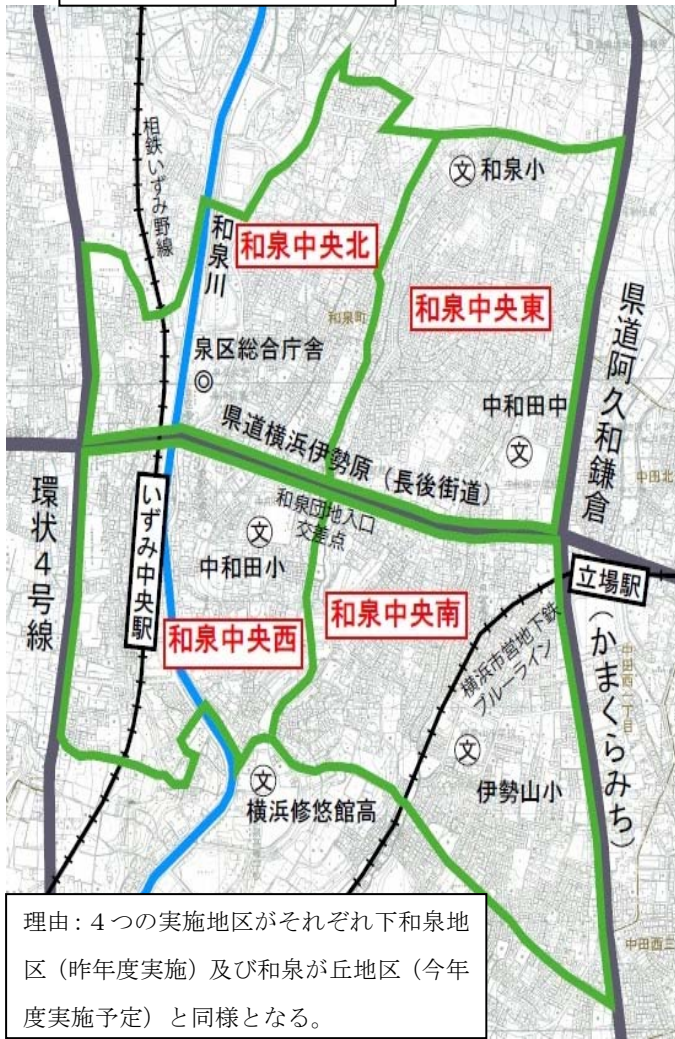 和泉小
相鉄いずみ野線
和泉川
和泉中央北
和泉中央東
県道阿久和鎌倉
(かまくらみち)
和泉町
泉区総合庁舎
中和田中
県道横浜伊勢原(長後街道)
中田北
環状4号線
いずみ中央駅
和泉団地入口
交差点
中和田小
立場駅
和泉中央南
和泉中央西
横浜市営地下鉄
ブルーライン
伊勢山小
横浜修悠館高
理由:4つの実施地区がそれぞれ下和泉地
区(昨年度実施)及び和泉が丘地区(今年
度実施予定)と同様となる。